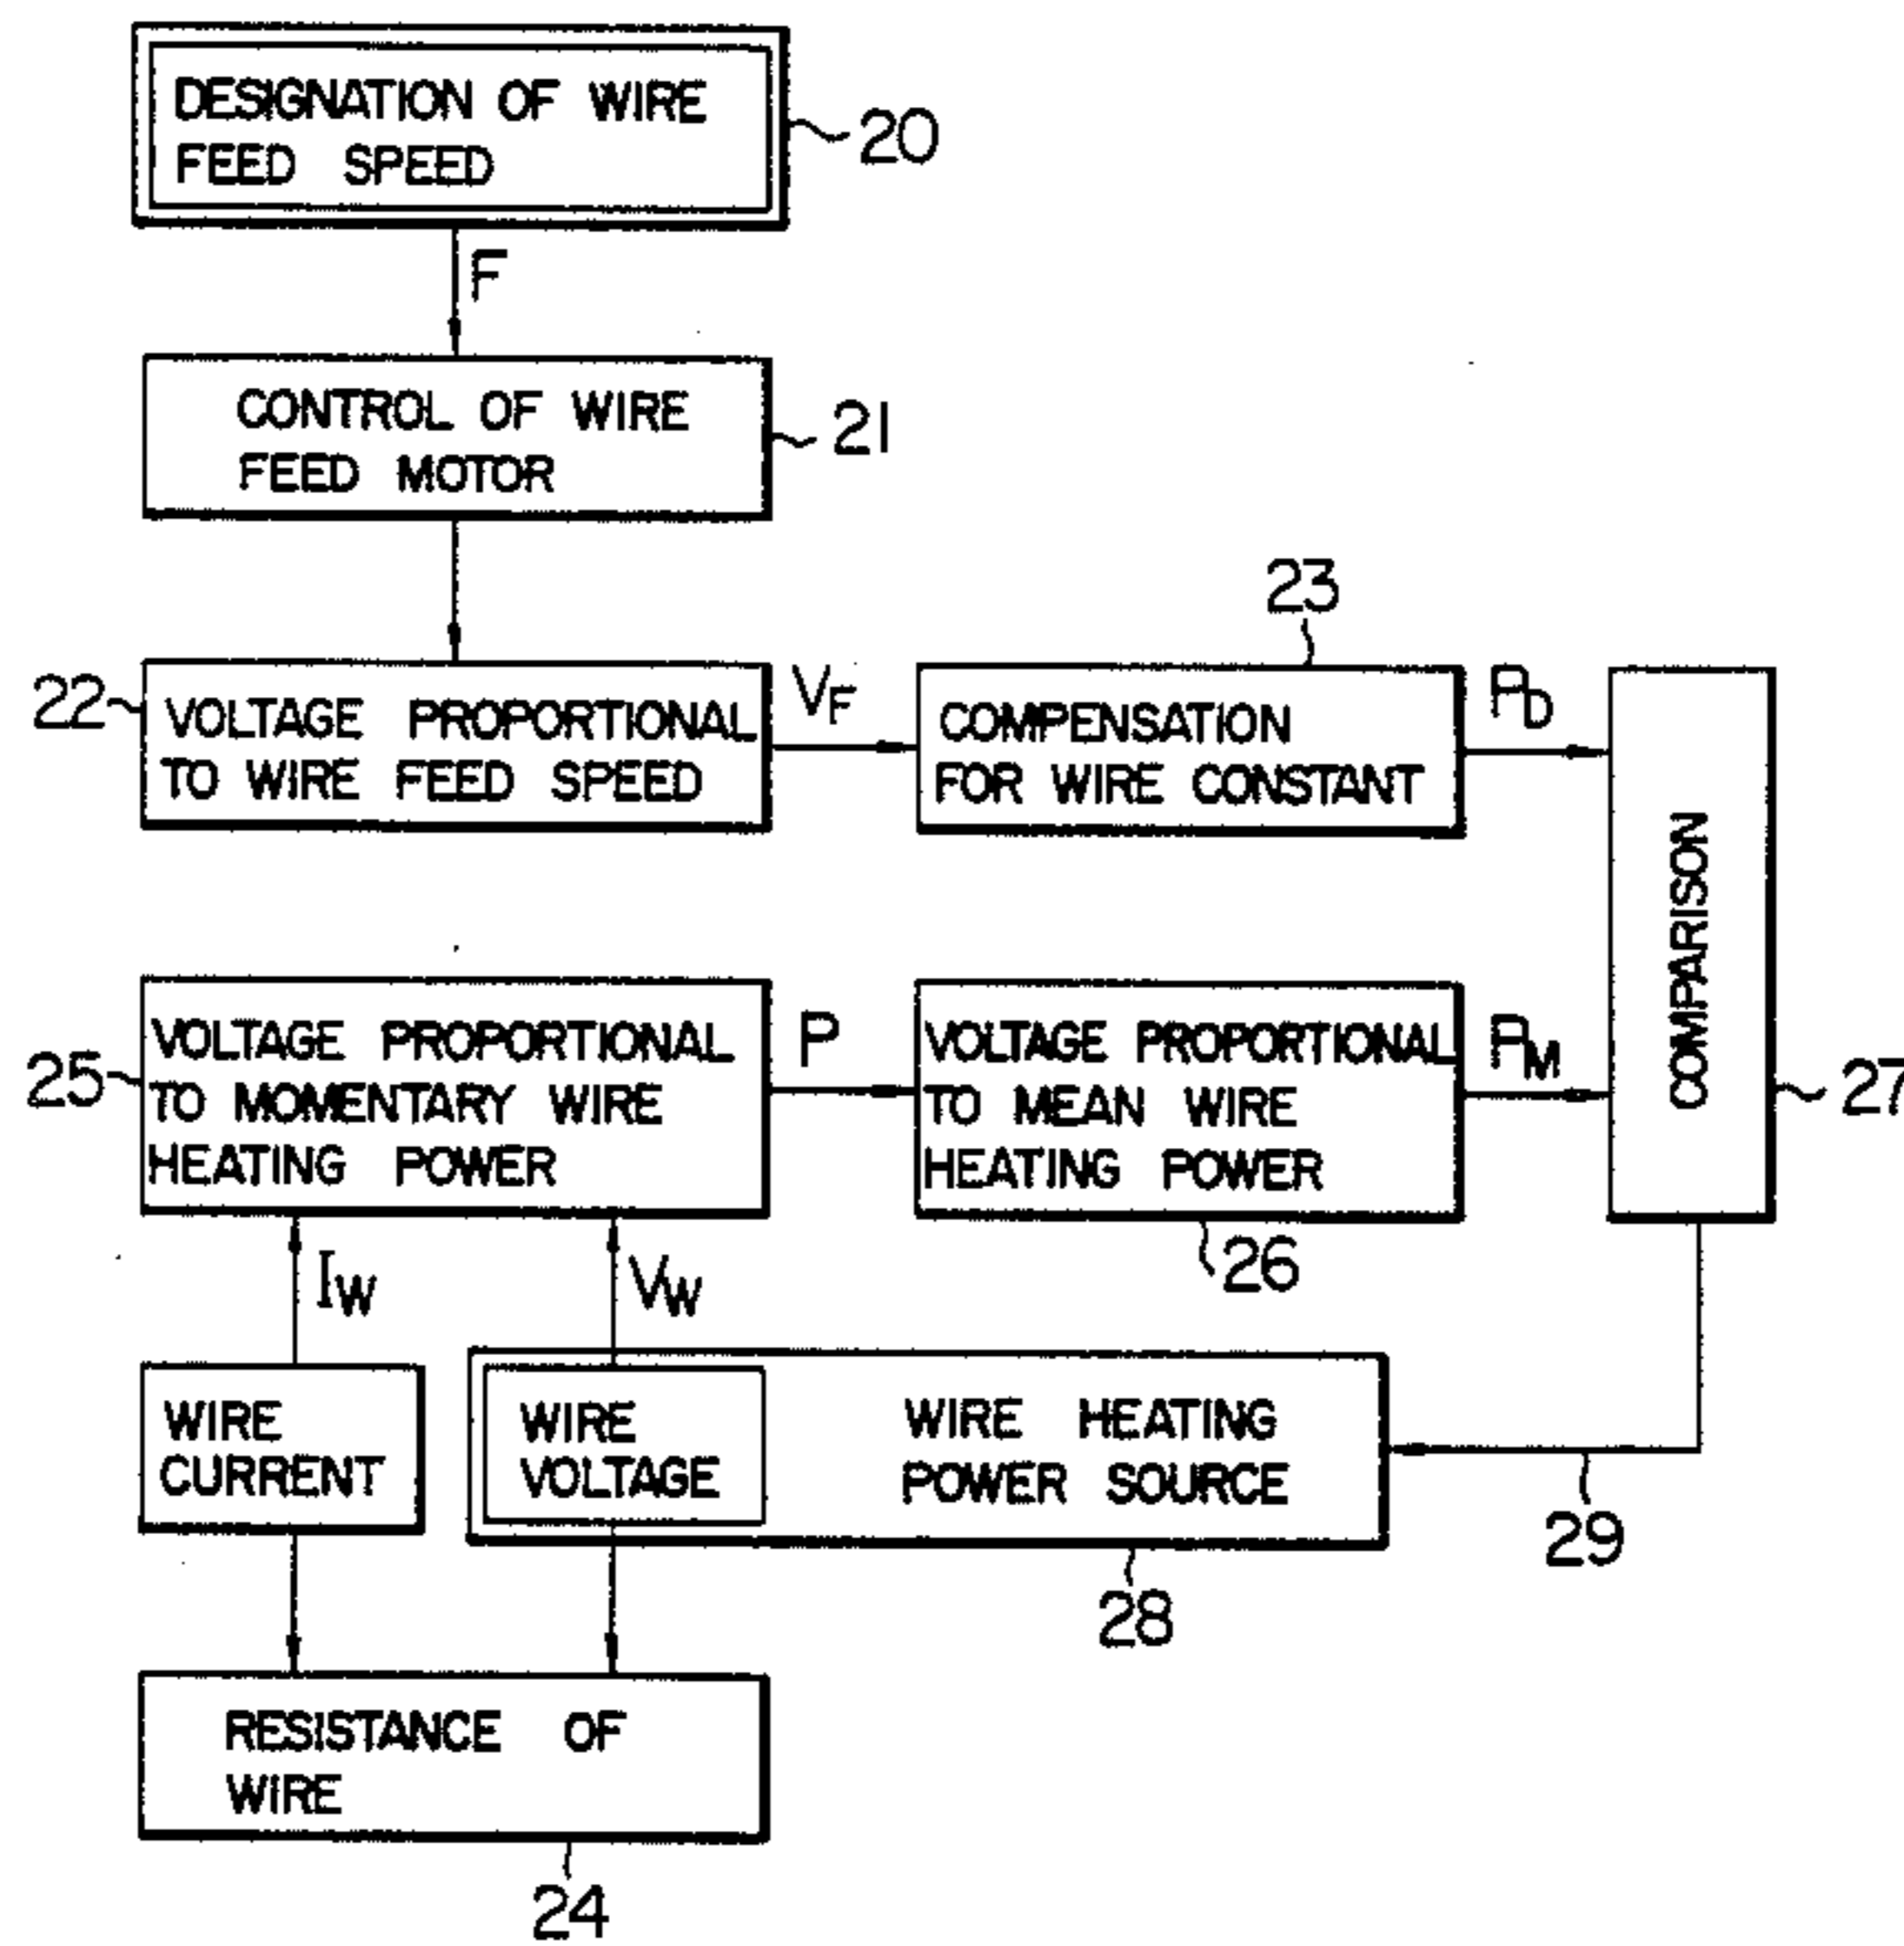 DESIGNATION OF WIRE
FEED SPEED
20
F
CONTROL OF WIRE
FEED MOTOR
21
22
VOLTAGE PROPORTIONAL
TO WIRE FEED SPEED
VF
23
COMPENSATION
FOR WIRE CONSTANT
PD
COMPARISON
27
25
VOLTAGE PROPORTIONAL
TO MOMENTARY WIRE
HEATING POWER
P
VOLTAGE PROPORTIONAL
TO MEAN WIRE
HEATING POWER
PM
26
IW
VW
WIRE
CURRENT
WIRE
VOLTAGE
WIRE HEATING
POWER SOURCE
29
28
RESISTANCE OF
WIRE
24